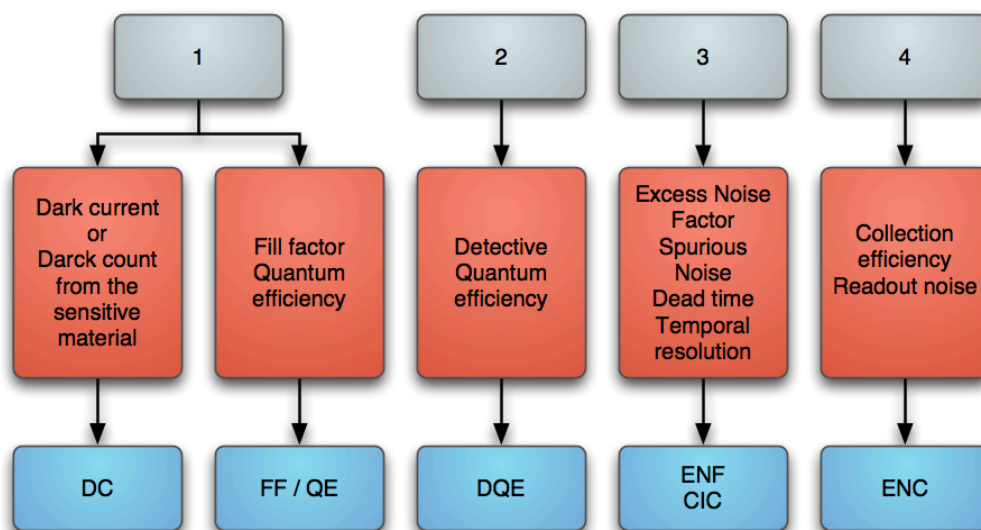 1
2
3
4
Dark current
or
Darck count
from the
sensitive
material
Fill factor
Quantum
efficiency
Detective
Quantum
efficiency
Excess Noise
Factor
Spurious
Noise
Dead time
Temporal
resolution
Collection
efficiency
Readout noise
DC
FF / QE
DQE
ENF
CIC
ENC